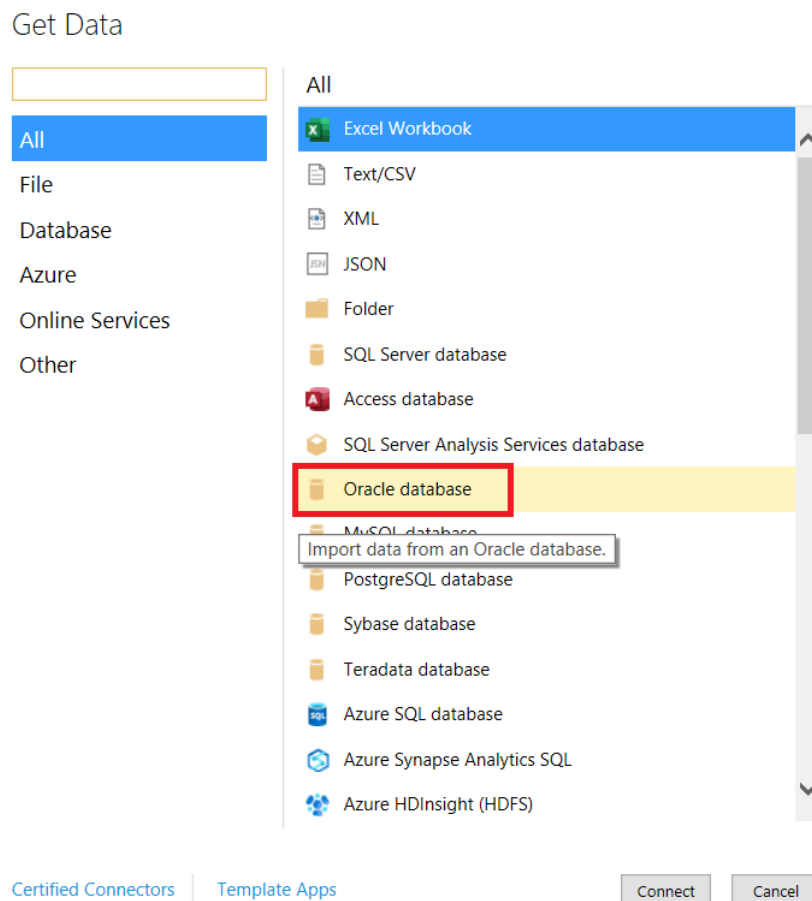 Get Data
All
File
Database
Azure
Online Services
Other
All
Excel Workbook
Text/CSV
XML
JSON
Folder
SQL Server database
Access database
SQL Server Analysis Services database
Oracle database
MySQL database
Import data from an Oracle database.
PostgreSQL database
Sybase database
Teradata database
Azure SQL database
Azure Synapse Analytics SQL
Azure HDInsight (HDFS)
Certified Connectors
Template Apps
Connect
Cancel